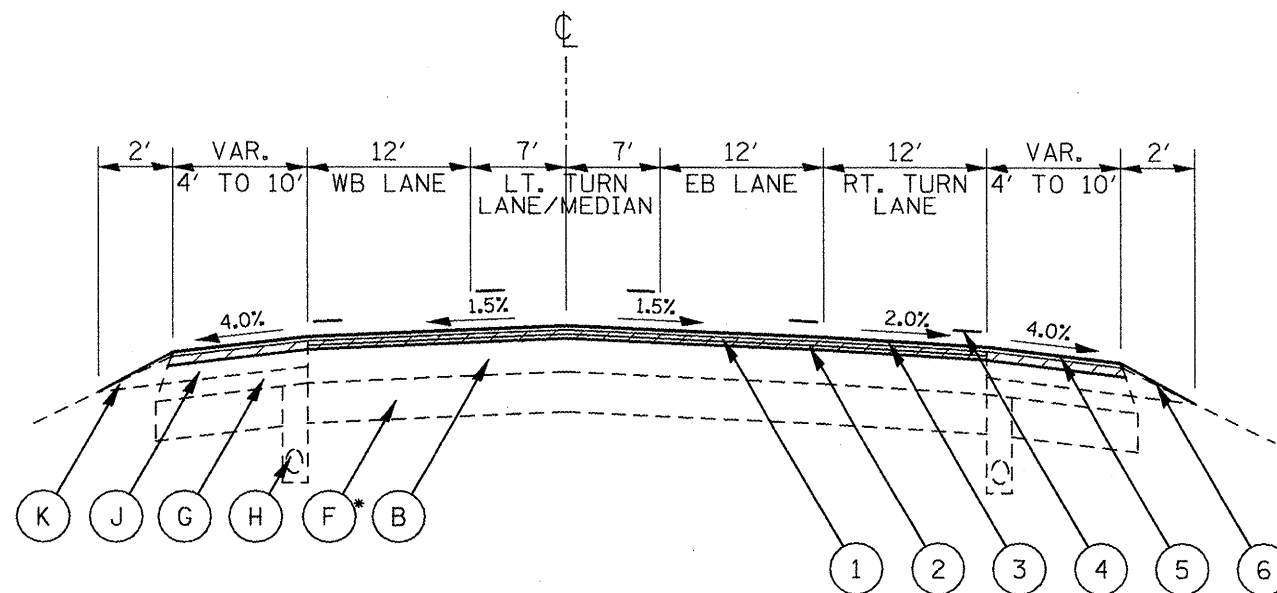 ℄
2' VAR. 12' 7' 7' 12' 12' VAR. 2'
4' TO 10' WB LANE LT. TURN EB LANE RT. TURN 4' TO 10'
LANE/MEDIAN LANE
4.0% 1.5% 1.5% 2.0% 4.0%
K J G H F* B
1 2 3 4 5 6